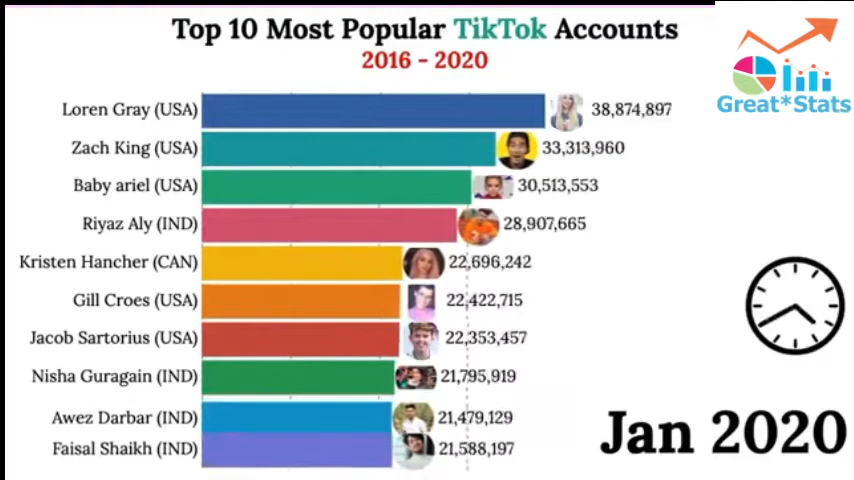 Top 10 Most Popular TikTok Accounts
2016 - 2020
Great*Stats
Loren Gray (USA) 38,874,897
Zach King (USA) 33,313,960
Baby ariel (USA) 30,513,553
Riyaz Aly (IND) 28,907,665
Kristen Hancher (CAN) 22,696,242
Gill Croes (USA) 22,422,715
Jacob Sartorius (USA) 22,353,457
Nisha Guragain (IND) 21,795,919
Awez Darbar (IND) 21,479,129
Faisal Shaikh (IND) 21,588,197
Jan 2020